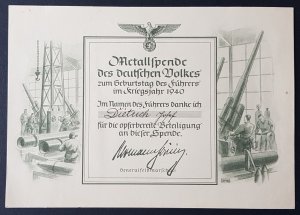 Metallspende
des deutschen Volkes
zum Geburtstag des Führers
im Kriegsjahr 1940
Im Namen des Führers danke ich
Dietrich
für die opferbereite Beteiligung
an dieser Spende.
Generalfeldmarschall